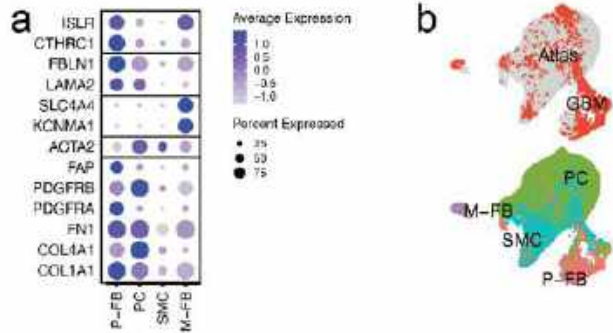 a
ISLR
CTHRC1
FBLN1
LAMA2
SLC4A4
KCNMA1
ACTA2
FAP
PDGFRB
PDGFRA
FN1
COL4A1
COL1A1
P-FB
PC
SMC
M-FB
Average Expression
1.0
0.5
0.0
-0.5
-1.0
Percent Expressed
25
50
75
b
Atlas
GBM
PC
M-FB
SMC
P-FB